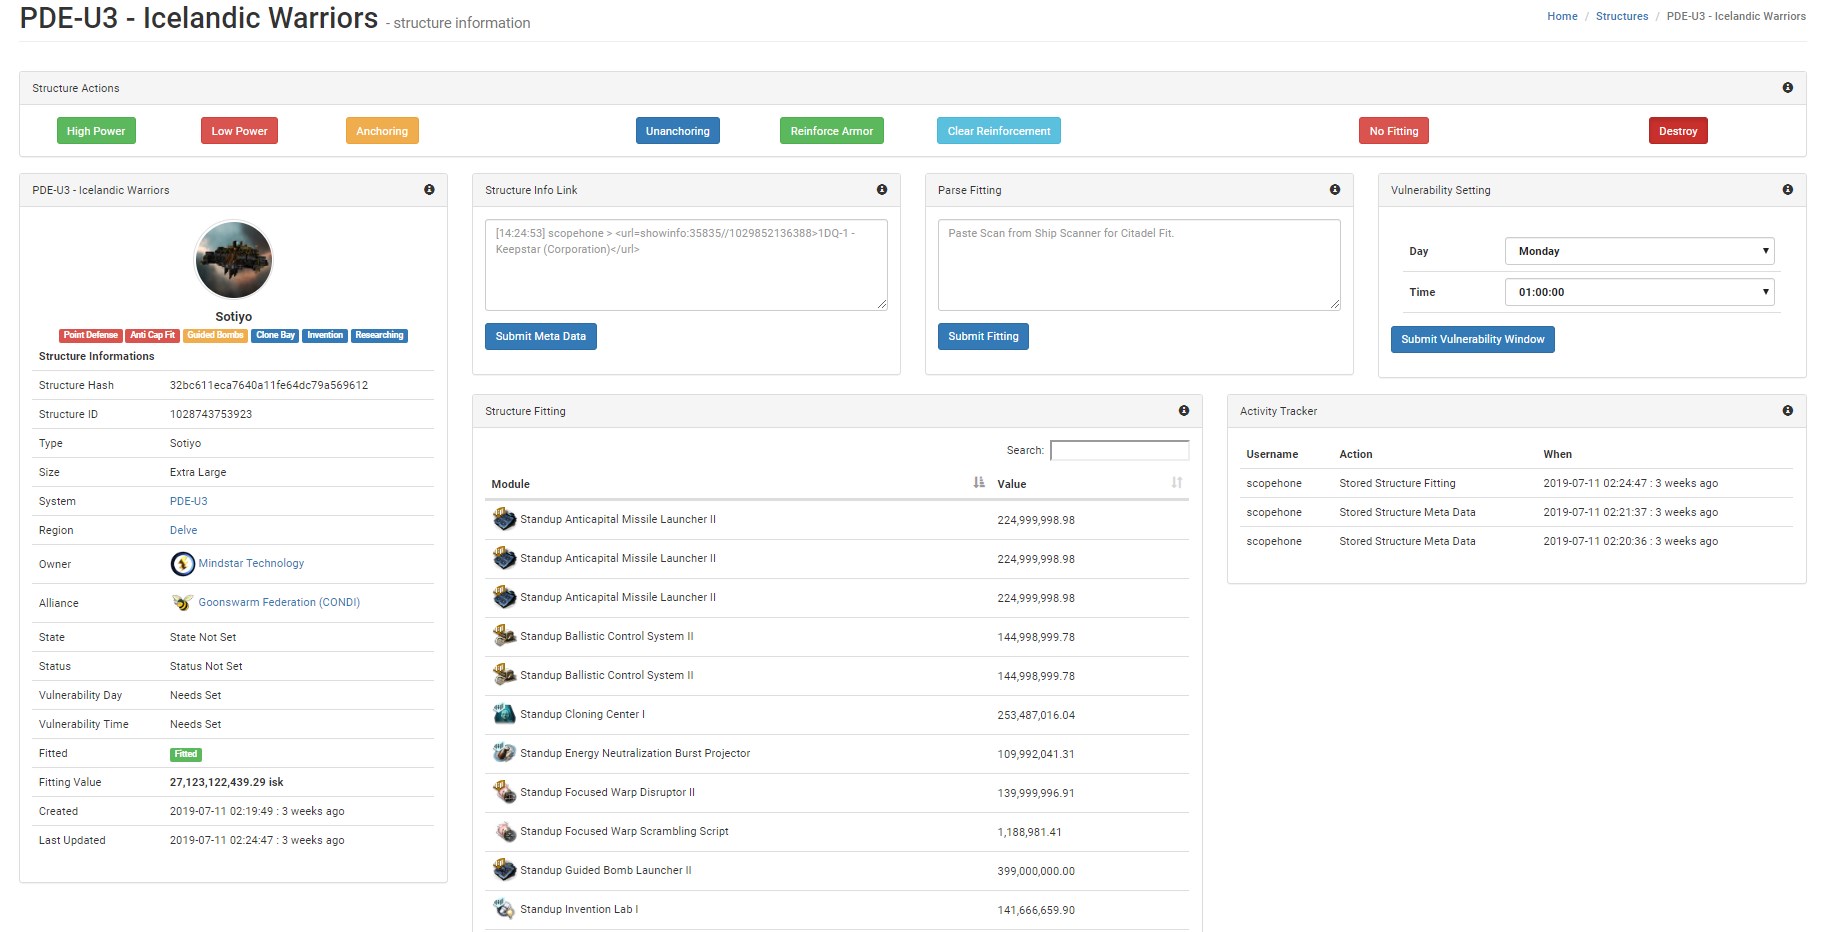 PDE-U3 - Icelandic Warriors - structure information
Home / Structures / PDE-U3 - Icelandic Warriors
Structure Actions
High Power Low Power Anchoring Unanchoring Reinforce Armor Clear Reinforcement No Fitting Destroy
PDE-U3 - Icelandic Warriors
Sotiyo
Point Defense Anti Cap Fit Guided Bombs Clone Bay Invention Researching
Structure Informations
Structure Hash 32bc611eca7640a11fe64dc79a569612
Structure ID 1028743753923
Type Sotiyo
Size Extra Large
System PDE-U3
Region Delve
Owner Mindstar Technology
Alliance Goonswarm Federation (CONDI)
State State Not Set
Status Status Not Set
Vulnerability Day Needs Set
Vulnerability Time Needs Set
Fitted Fitted
Fitting Value 27,123,122,439.29 isk
Created 2019-07-11 02:19:49 : 3 weeks ago
Last Updated 2019-07-11 02:24:47 : 3 weeks ago
Structure Info Link
[14:24:53] scopehone > <url=showinfo:35835//1029852136388>1DQ-1 -
Keepstar (Corporation)</url>
Submit Meta Data
Parse Fitting
Paste Scan from Ship Scanner for Citadel Fit.
Submit Fitting
Vulnerability Setting
Day Monday
Time 01:00:00
Submit Vulnerability Window
Structure Fitting
Search:
Module Value
Standup Anticapital Missile Launcher II 224,999,998.98
Standup Anticapital Missile Launcher II 224,999,998.98
Standup Anticapital Missile Launcher II 224,999,998.98
Standup Ballistic Control System II 144,998,999.78
Standup Ballistic Control System II 144,998,999.78
Standup Cloning Center I 253,487,016.04
Standup Energy Neutralization Burst Projector 109,992,041.31
Standup Focused Warp Disruptor II 139,999,996.91
Standup Focused Warp Scrambling Script 1,188,981.41
Standup Guided Bomb Launcher II 399,000,000.00
Standup Invention Lab I 141,666,659.90
Activity Tracker
Username Action When
scopehone Stored Structure Fitting 2019-07-11 02:24:47 : 3 weeks ago
scopehone Stored Structure Meta Data 2019-07-11 02:21:37 : 3 weeks ago
scopehone Stored Structure Meta Data 2019-07-11 02:20:36 : 3 weeks ago